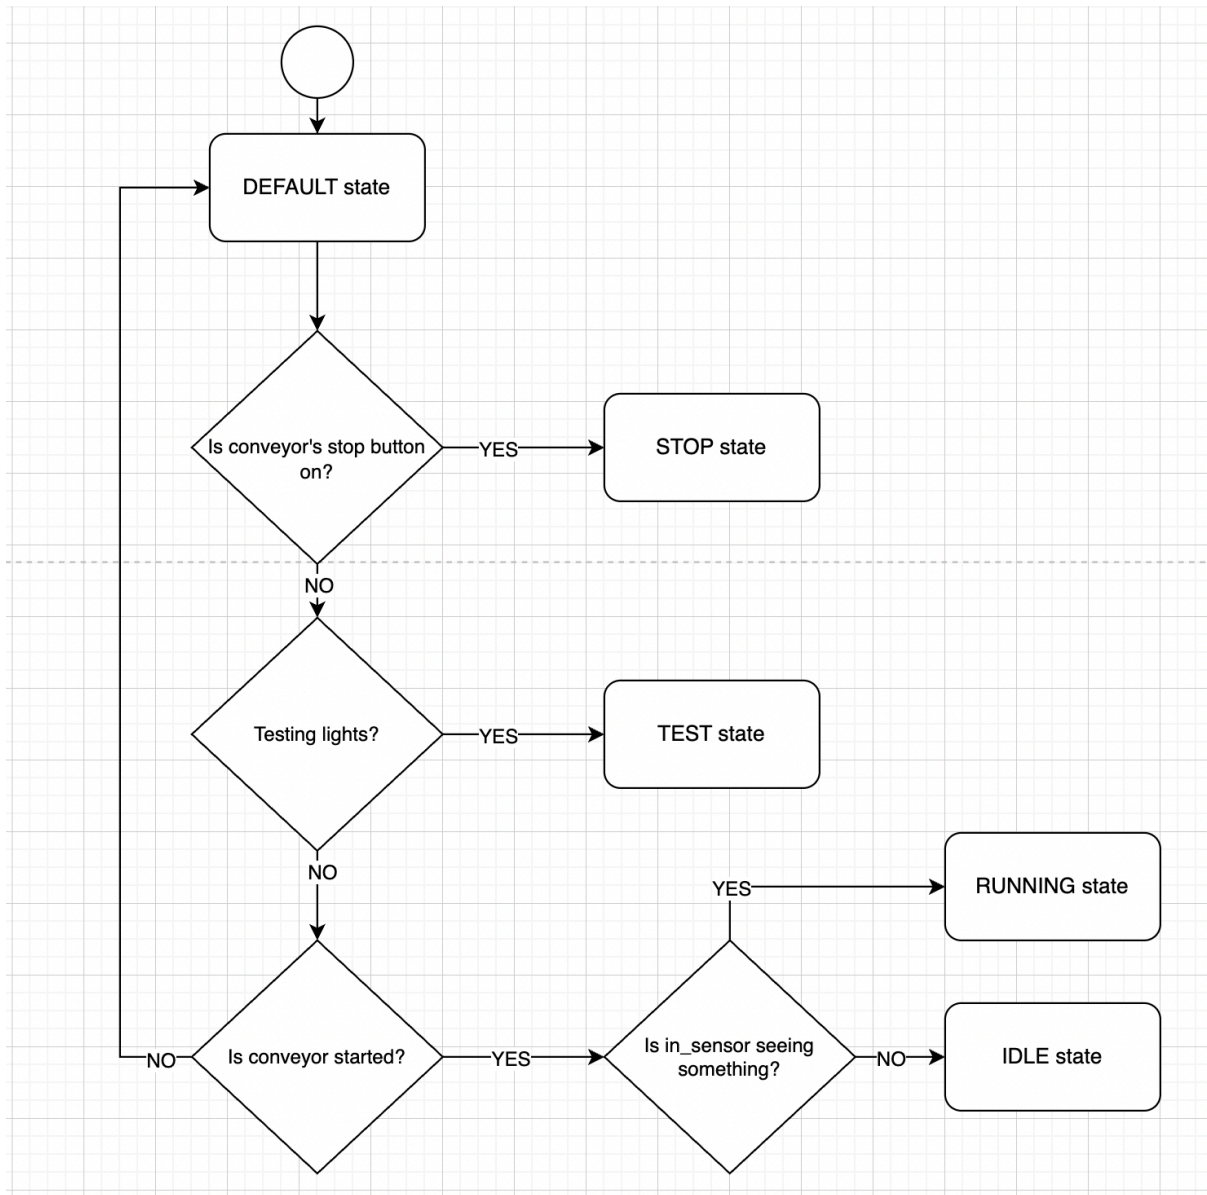 DEFAULT state
Is conveyor's stop button
on?
YES
STOP state
NO
Testing lights?
YES
TEST state
NO
YES
RUNNING state
Is conveyor started?
NO
YES
Is in_sensor seeing
something?
NO
IDLE state